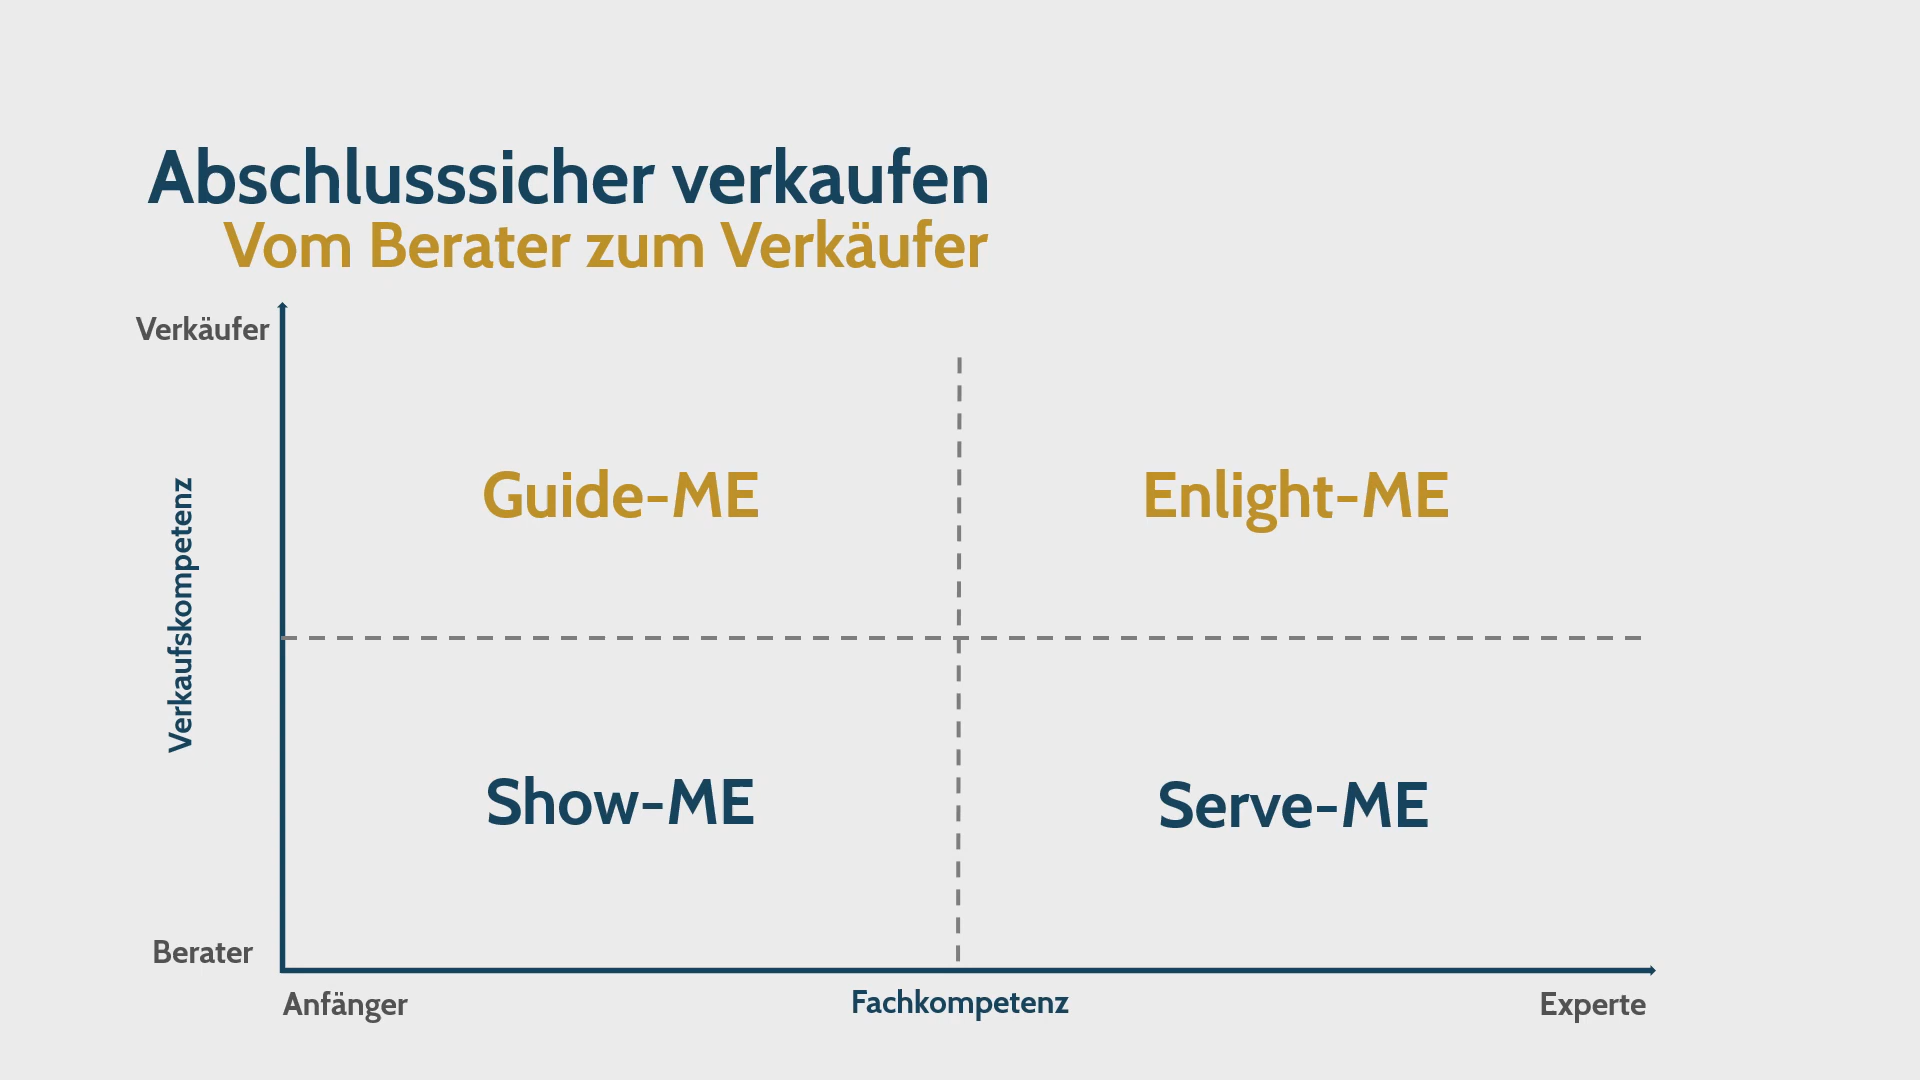 Abschlusssicher verkaufen
Vom Berater zum Verkäufer
Verkäufer
Guide-ME
Enlight-ME
Verkaufskompetenz
Show-ME
Serve-ME
Berater
Anfänger
Fachkompetenz
Experte